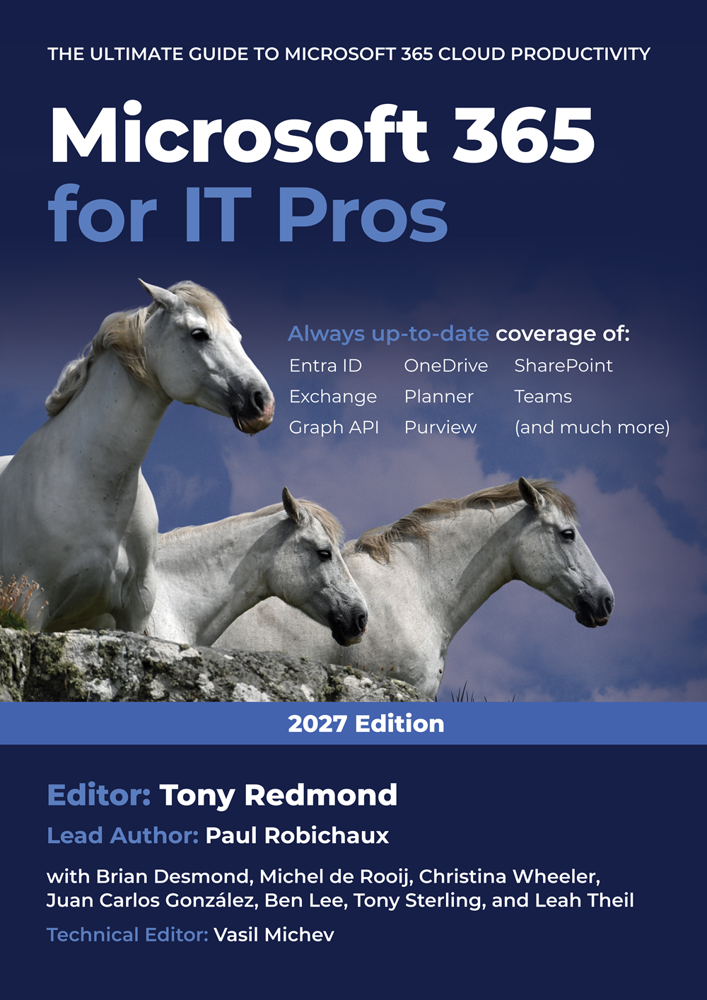 THE ULTIMATE GUIDE TO MICROSOFT 365 CLOUD PRODUCTIVITY
Microsoft 365
for IT Pros
Always up-to-date coverage of:
Entra ID OneDrive SharePoint
Exchange Planner Teams
Graph API Purview (and much more)
2027 Edition
Editor: Tony Redmond
Lead Author: Paul Robichaux
with Brian Desmond, Michel de Rooij, Christina Wheeler,
Juan Carlos González, Ben Lee, Tony Sterling, and Leah Theil
Technical Editor: Vasil Michev